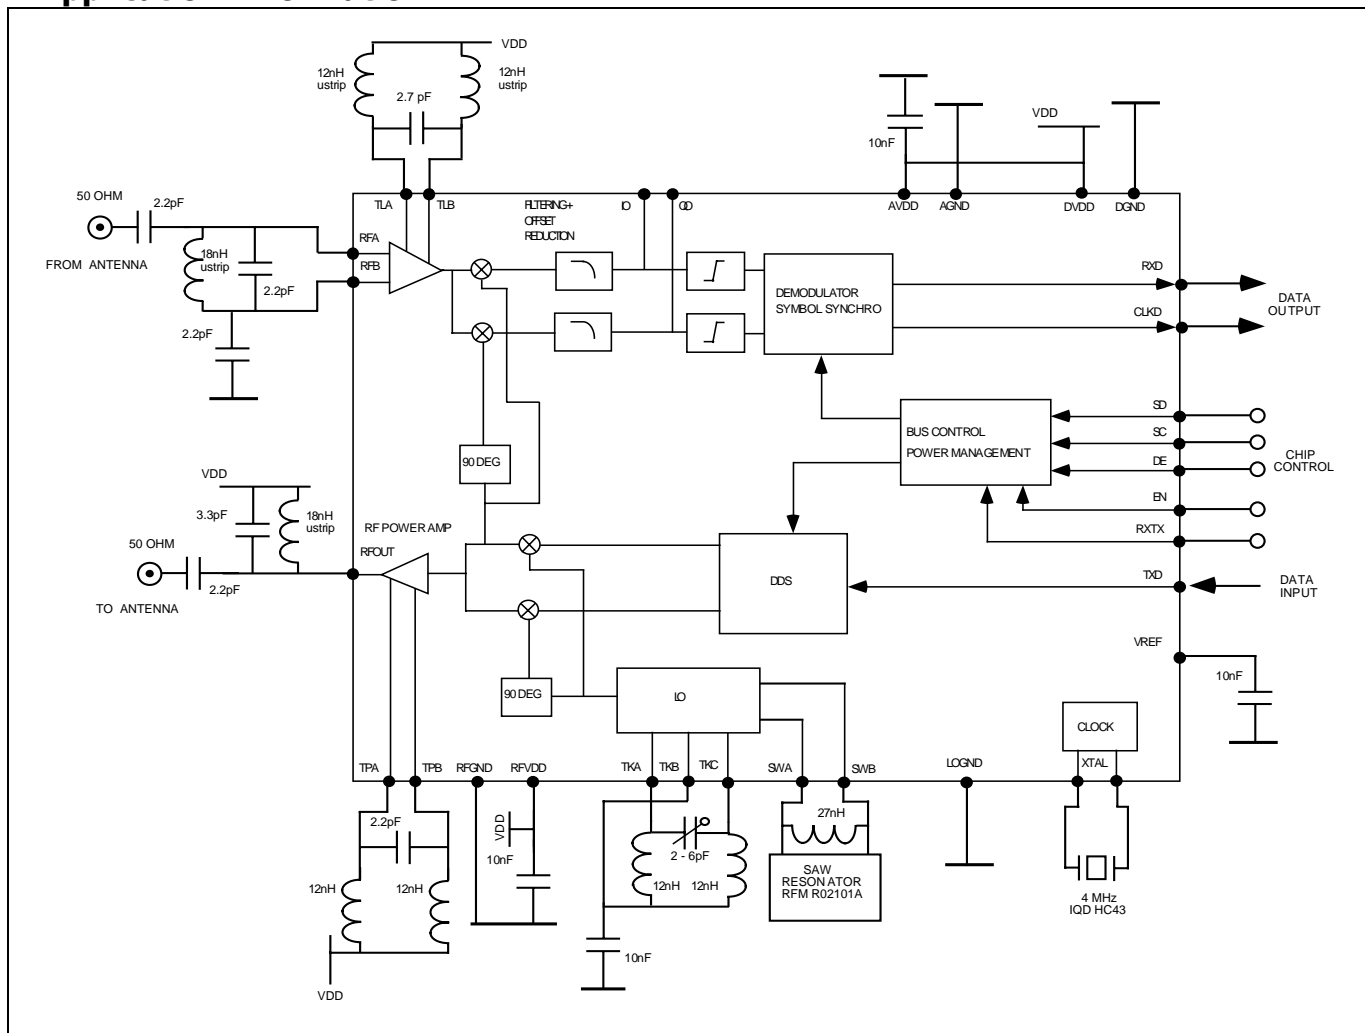 VDD
12nH
ustrip
12nH
ustrip
2.7 pF
VDD
10nF
50 OHM
2.2pF
TLA
TLB
FILTERING+
OFFSET
REDUCTION
IO
QO
AVDD
AGND
DVDD
DGND
RFA
RFB
18nH
ustrip
2.2pF
FROM ANTENNA
2.2pF
DEMODULATOR
SYMBOL SYNCHRO
RXD
CLKD
DATA
OUTPUT
BUS CONTROL
POWER MANAGEMENT
SD
SC
DE
EN
RXTX
CHIP
CONTROL
90 DEG
VDD
3.3pF
18nH
ustrip
RF POWER AMP
RFOUT
50 OHM
2.2pF
TO ANTENNA
DDS
TXD
DATA
INPUT
VREF
10nF
90 DEG
LO
CLOCK
TPA
TPB
RFGND
RFVDD
TKA
TKB
TKC
SWA
SWB
LOGND
XTAL
2.2pF
12nH
12nH
VDD
VDD
10nF
2 - 6pF
12nH
12nH
10nF
27nH
SAW
RESONATOR
RFM R02101A
4 MHz
IQD HC43